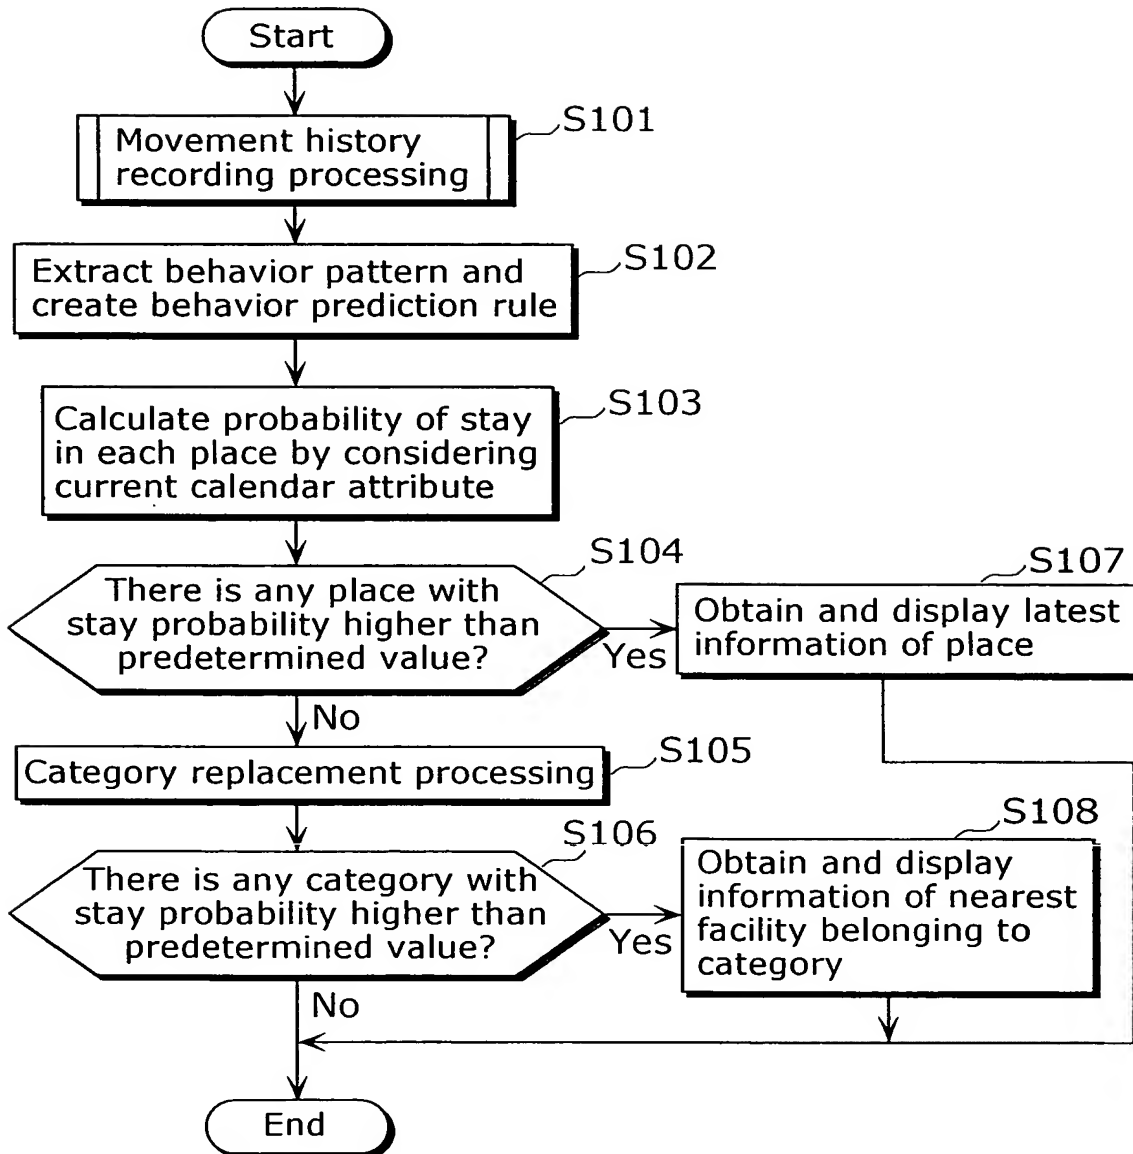 Start
S101
Movement history
recording processing
S102
Extract behavior pattern and
create behavior prediction rule
S103
Calculate probability of stay
in each place by considering
current calendar attribute
S104
There is any place with
stay probability higher than
predetermined value?
Yes
S107
Obtain and display latest
information of place
No
S105
Category replacement processing
S106
There is any category with
stay probability higher than
predetermined value?
Yes
S108
Obtain and display
information of nearest
facility belonging to
category
No
End